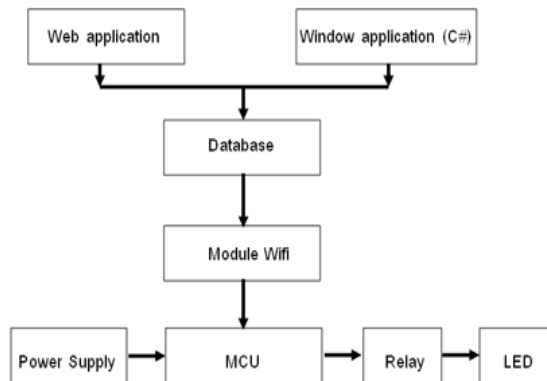 Web application
Window application (C#)
Database
Module Wifi
Power Supply
MCU
Relay
LED